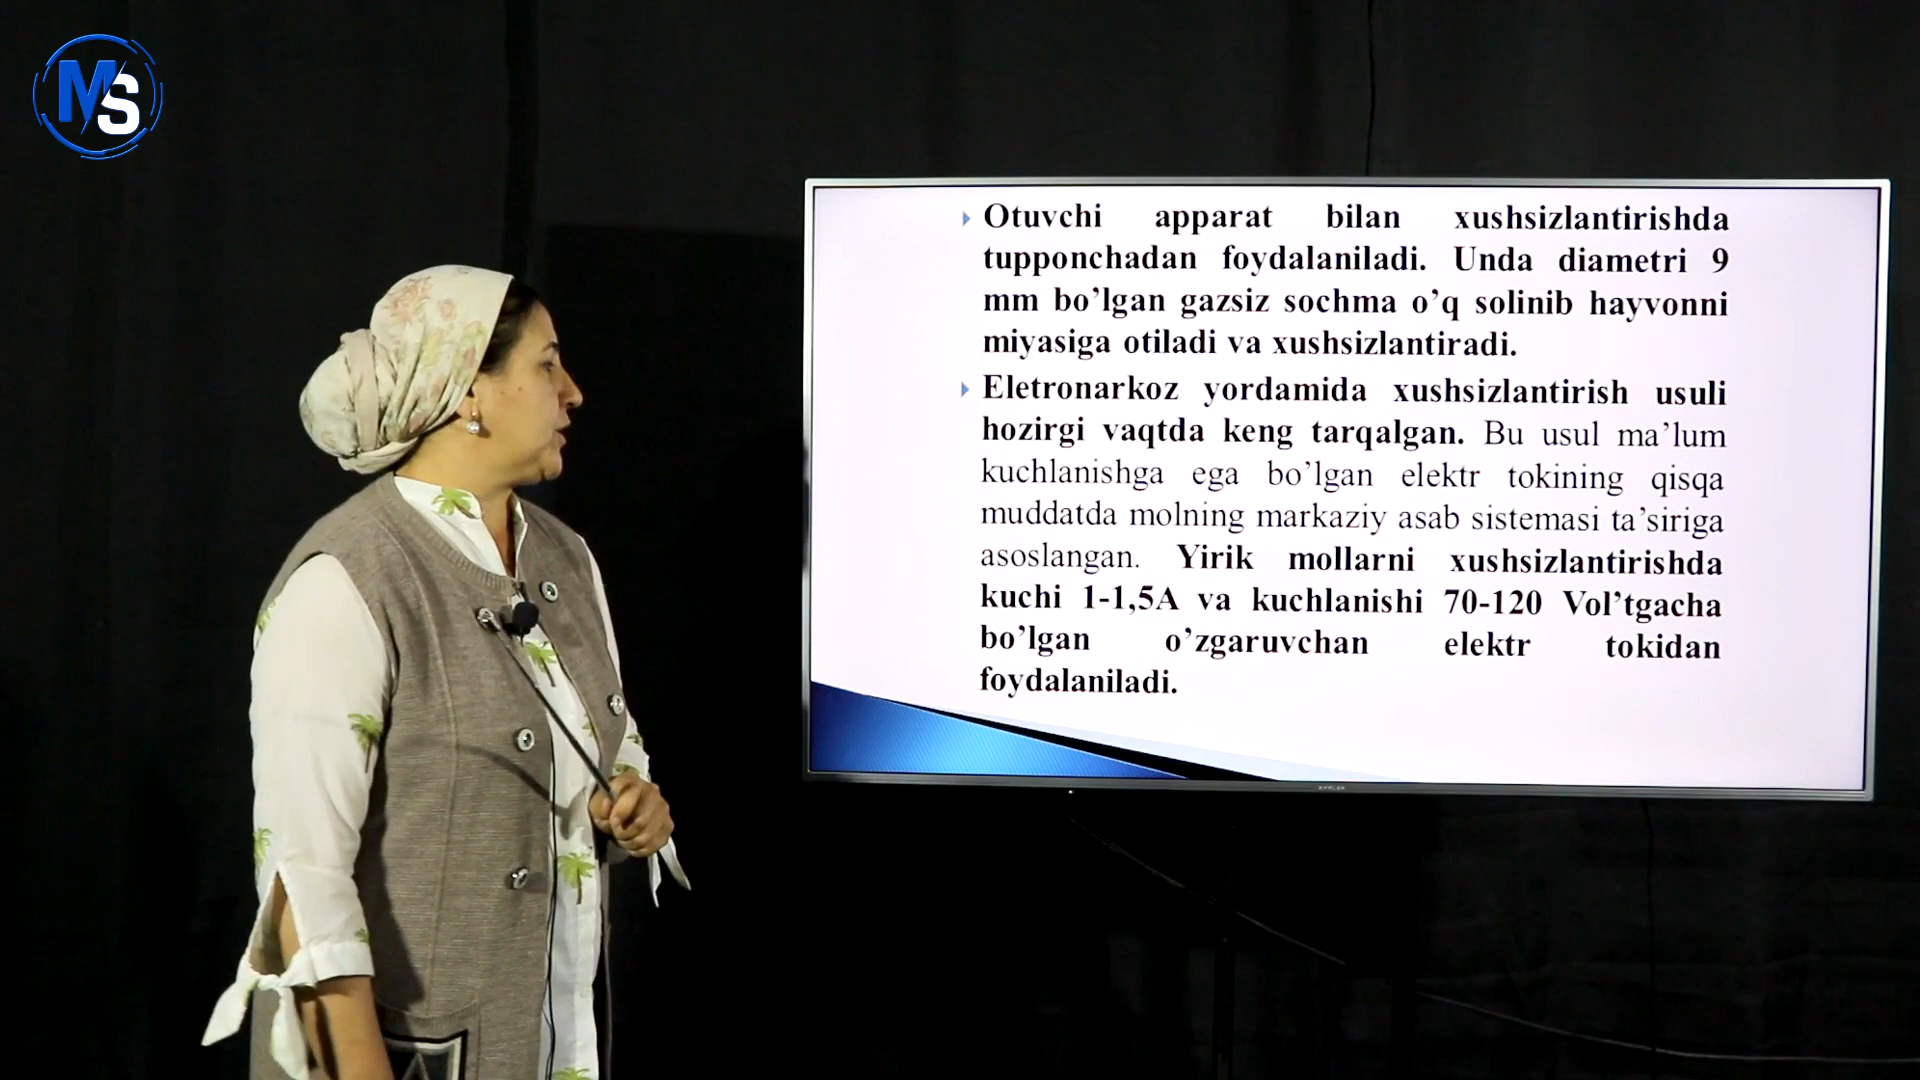 MS
Otuvchi apparat bilan xushsizlantirishda
tupponchadan foydalaniladi. Unda diametri 9
mm bo’lgan gazsiz sochma o’q solinib hayvonni
miyasiga otiladi va xushsizlantiradi.
Eletronarkoz yordamida xushsizlantirish usuli
hozirgi vaqtda keng tarqalgan. Bu usul ma’lum
kuchlanishga ega bo’lgan elektr tokining qisqa
muddatda molning markaziy asab sistemasi ta’siriga
asoslangan. Yirik mollarni xushsizlantirishda
kuchi 1-1,5A va kuchlanishi 70-120 Vol’tgacha
bo’lgan o’zgaruvchan elektr tokidan
foydalaniladi.